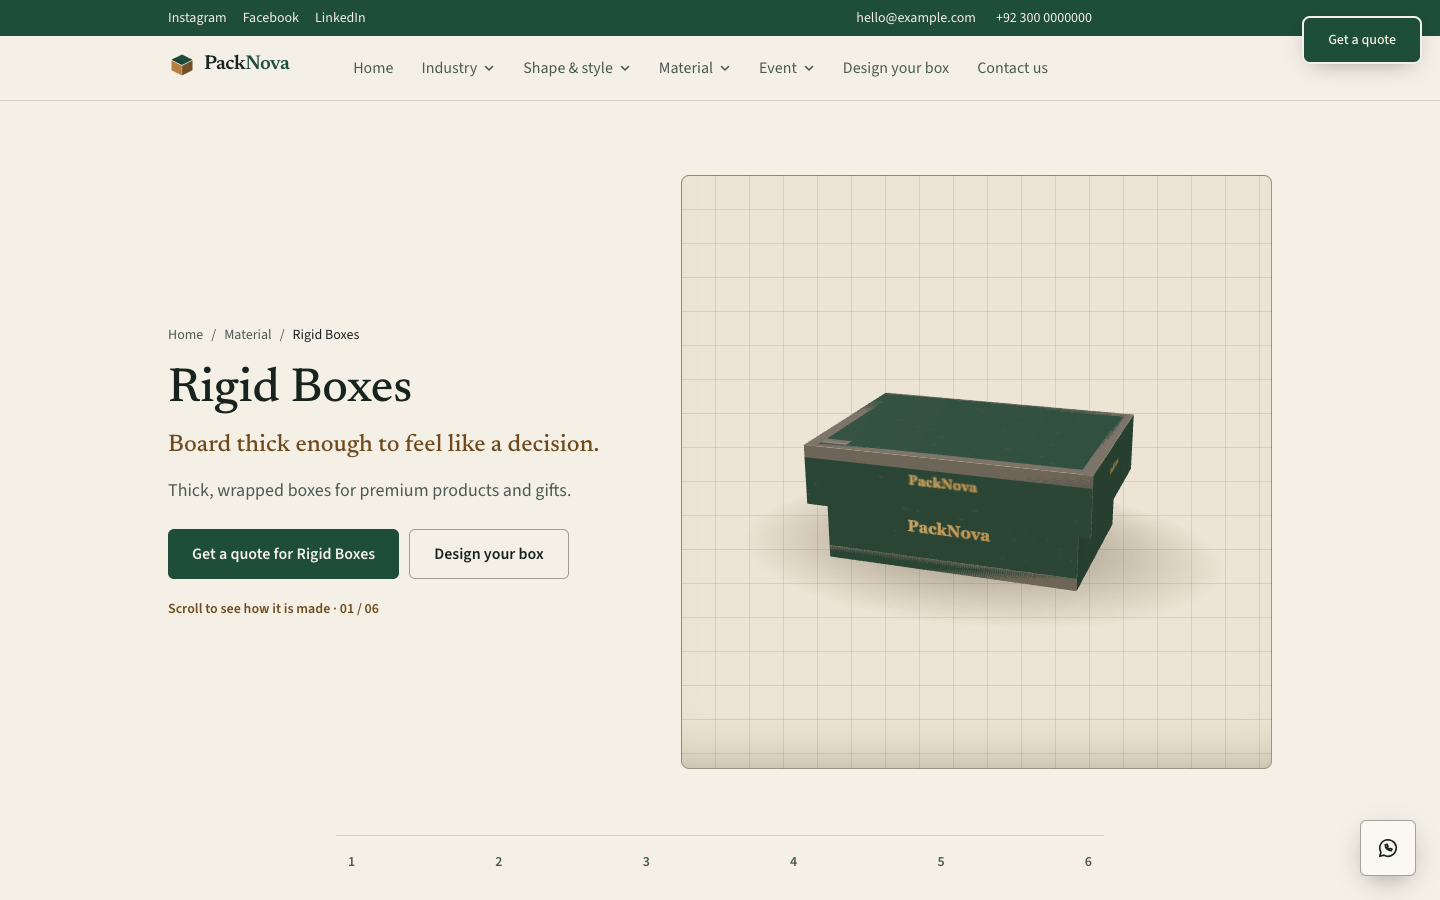 Instagram Facebook LinkedIn hello@example.com +92 300 0000000
Get a quote
PackNova Home Industry Shape & style Material Event Design your box Contact us
Home / Material / Rigid Boxes
Rigid Boxes
Board thick enough to feel like a decision.
Thick, wrapped boxes for premium products and gifts.
Get a quote for Rigid Boxes Design your box
Scroll to see how it is made · 01 / 06
PackNova
PackNova
1 2 3 4 5 6